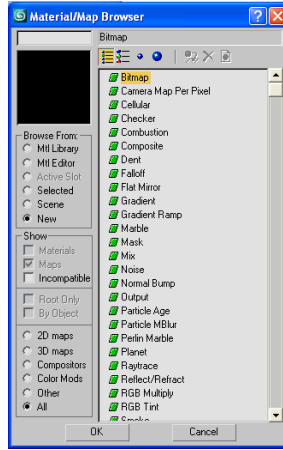 Material/Map Browser
Bitmap
Bitmap
Camera Map Per Pixel
Cellular
Checker
Combustion
Composite
Dent
Falloff
Flat Mirror
Gradient
Gradient Ramp
Marble
Mask
Mix
Noise
Normal Bump
Output
Particle Age
Particle MBlur
Perlin Marble
Planet
Raytrace
Reflect/Refract
RGB Multiply
RGB Tint
Smoke
Browse From:
Mtl Library
Mtl Editor
Active Slot
Selected
Scene
New
Show
Materials
Maps
Incompatible
Root Only
By Object
2D maps
3D maps
Compositors
Color Mods
Other
All
OK
Cancel